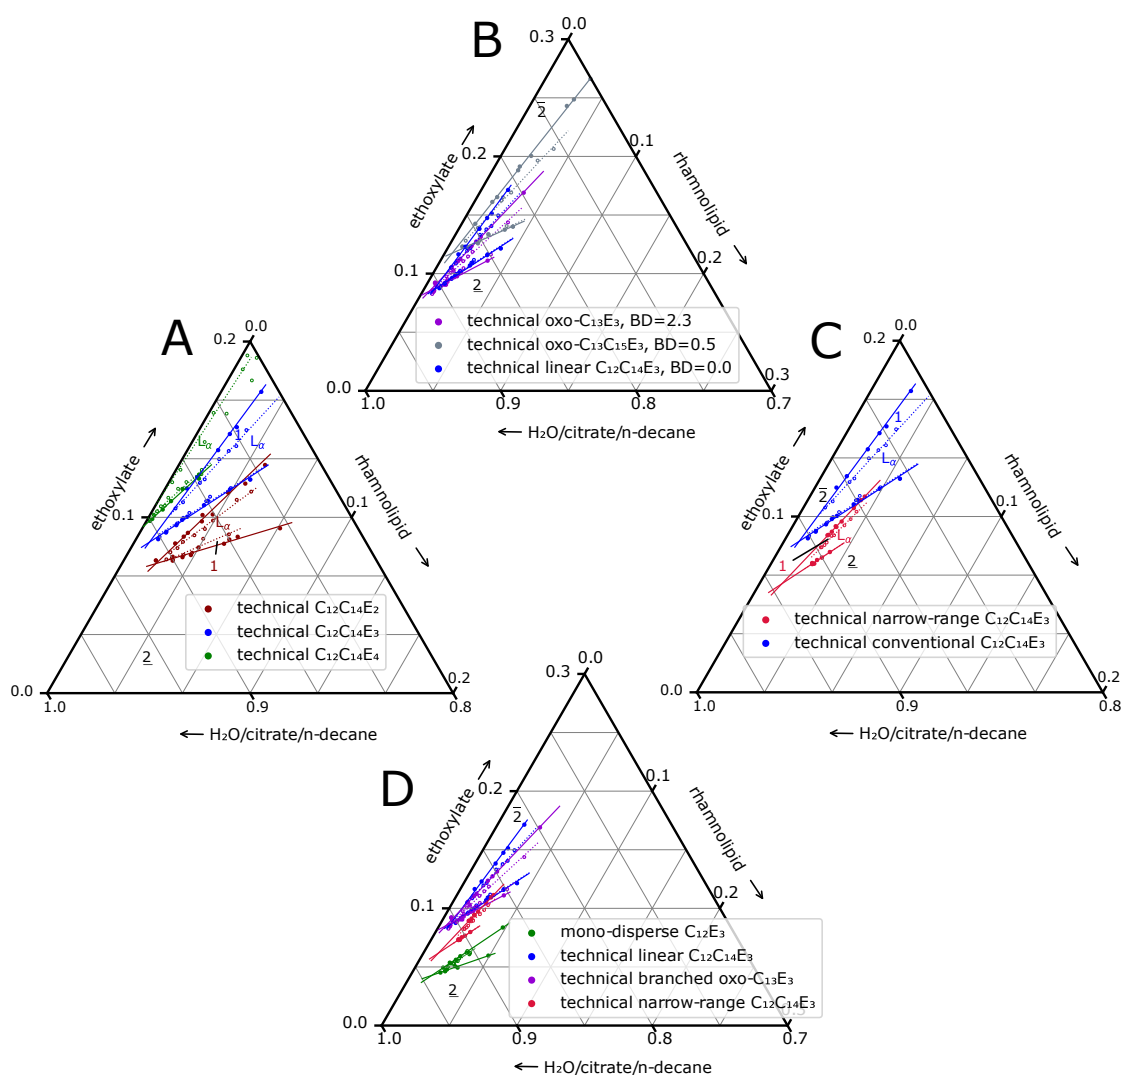 B
0.0
0.3
2̅
ethoxylate →
0.2
0.1
rhamnolipid →
0.1
0.2
2̲
technical oxo-C₁₃E₃, BD=2.3
technical oxo-C₁₃C₁₅E₃, BD=0.5
technical linear C₁₂C₁₄E₃, BD=0.0
0.0
0.3
1.0
0.9
0.8
0.7
← H₂O/citrate/n-decane
A
0.0
0.2
1
Lα
Lα
ethoxylate →
rhamnolipid →
0.1
0.1
Lα
1
technical C₁₂C₁₄E₂
technical C₁₂C₁₄E₃
technical C₁₂C₁₄E₄
2̲
0.0
0.2
1.0
0.9
0.8
← H₂O/citrate/n-decane
C
0.0
0.2
1
Lα
ethoxylate →
rhamnolipid →
2̅
0.1
0.1
Lα
1
2̲
technical narrow-range C₁₂C₁₄E₃
technical conventional C₁₂C₁₄E₃
0.0
0.2
1.0
0.9
0.8
← H₂O/citrate/n-decane
D
0.0
0.3
ethoxylate →
0.2
0.1
rhamnolipid →
2̅
0.1
0.2
mono-disperse C₁₂E₃
technical linear C₁₂C₁₄E₃
technical branched oxo-C₁₃E₃
technical narrow-range C₁₂C₁₄E₃
2̲
0.0
0.3
1.0
0.9
0.8
0.7
← H₂O/citrate/n-decane